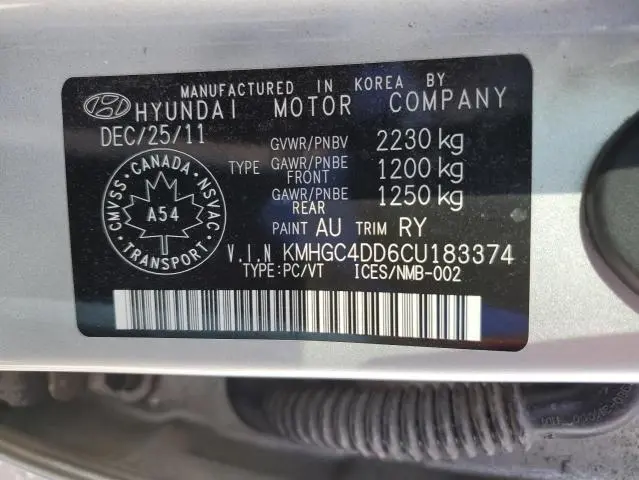 MANUFACTURED IN KOREA BY
HYUNDAI MOTOR COMPANY
DEC/25/11
GVWR/PNBV 2230 kg
TYPE GAWR/PNBE FRONT 1200 kg
GAWR/PNBE REAR 1250 kg
PAINT AU TRIM RY
V.I.N KMHGC4DD6CU183374
TYPE:PC/VT ICES/NMB-002
CMVSS · CANADA · NSVAC
A54
TRANSPORT